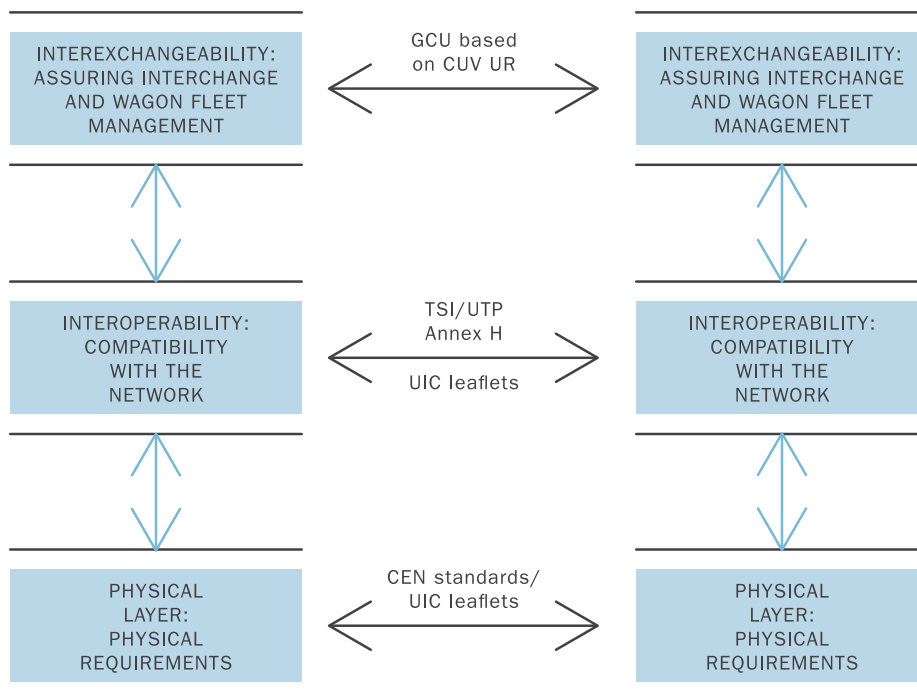 INTEREXCHANGEABILITY:
ASSURING INTERCHANGE
AND WAGON FLEET
MANAGEMENT
GCU based
on CUV UR
INTEREXCHANGEABILITY:
ASSURING INTERCHANGE
AND WAGON FLEET
MANAGEMENT
INTEROPERABILITY:
COMPATIBILITY
WITH THE
NETWORK
TSI/UTP
Annex H
UIC leaflets
INTEROPERABILITY:
COMPATIBILITY
WITH THE
NETWORK
PHYSICAL
LAYER:
PHYSICAL
REQUIREMENTS
CEN standards/
UIC leaflets
PHYSICAL
LAYER:
PHYSICAL
REQUIREMENTS